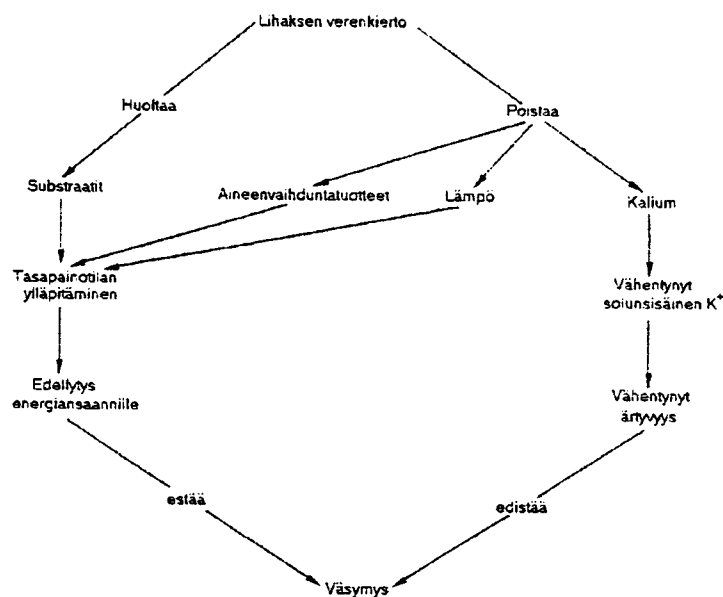 Lihaksen verenkierto
Huoltaa
Poistaa
Substraatit
Aineenvaihduntatuotteet
Lämpö
Kalium
Tasapainotilan
ylläpitäminen
Vähentynyt
solunsisäinen K⁺
Edellytys
energiansaannille
Vähentynyt
ärtyvyys
estää
edistää
Väsymys